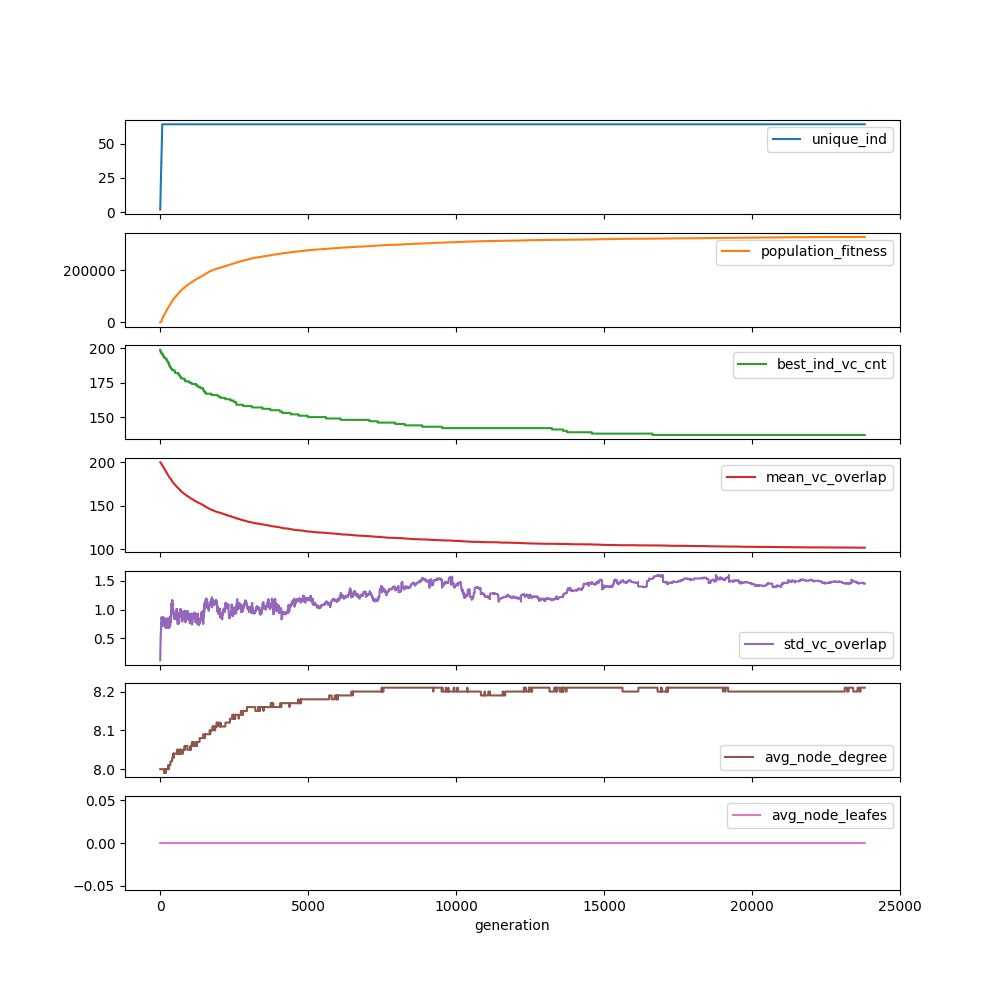 50
25
0
unique_ind
200000
0
population_fitness
200
175
150
best_ind_vc_cnt
200
150
100
mean_vc_overlap
1.5
1.0
0.5
std_vc_overlap
8.2
8.1
8.0
avg_node_degree
0.05
0.00
−0.05
avg_node_leafes
0 5000 10000 15000 20000 25000
generation